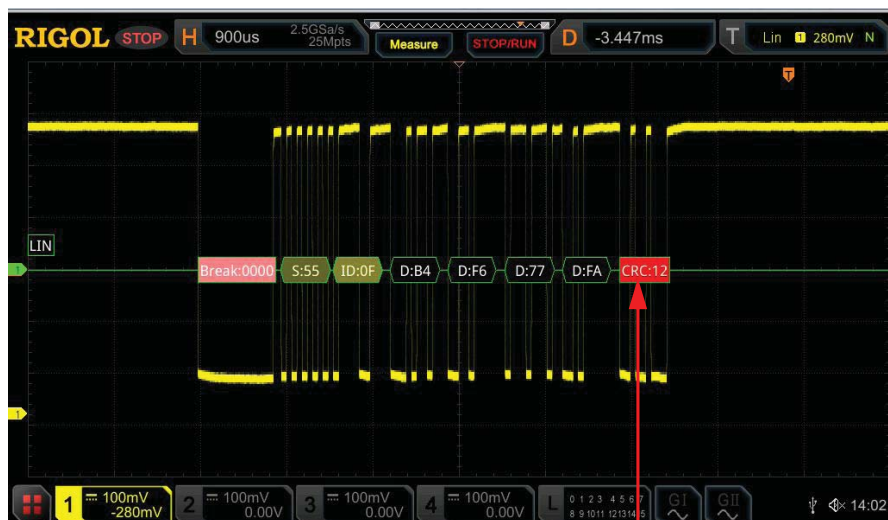 RIGOL STOP H 900us 2.5GSa/s 25Mpts Measure STOP/RUN D -3.447ms T Lin 1 280mV N
T
LIN
1 Break:0000 S:55 ID:0F D:B4 D:F6 D:77 D:FA CRC:12
1
1 100mV -280mV 2 100mV 0.00V 3 100mV 0.00V 4 100mV 0.00V L 0 1 2 3 4 5 6 7 8 9 10 11 12 13 14 15 GI GII 14:02